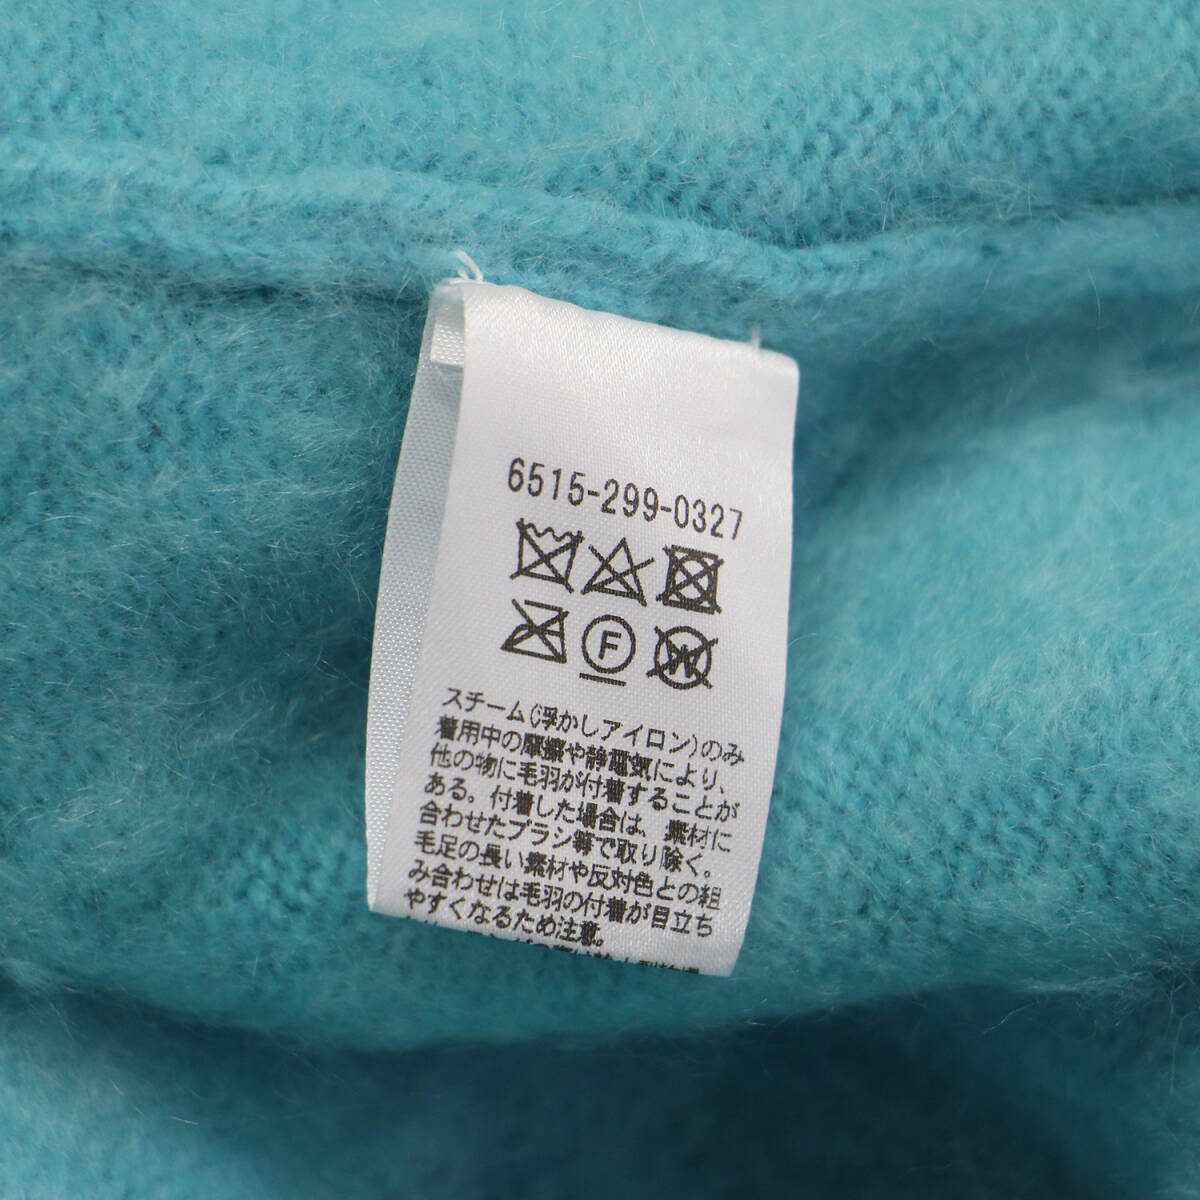 6515-299-0327
F
W
スチーム(浮かしアイロン)のみ
着用中の摩擦や静電気により、
他の物に毛羽が付着することが
ある。付着した場合は、素材に
合わせたブラシ等で取り除く。
毛足の長い素材や反対色との組
み合わせは毛羽の付着が目立ち
やすくなるため注意。